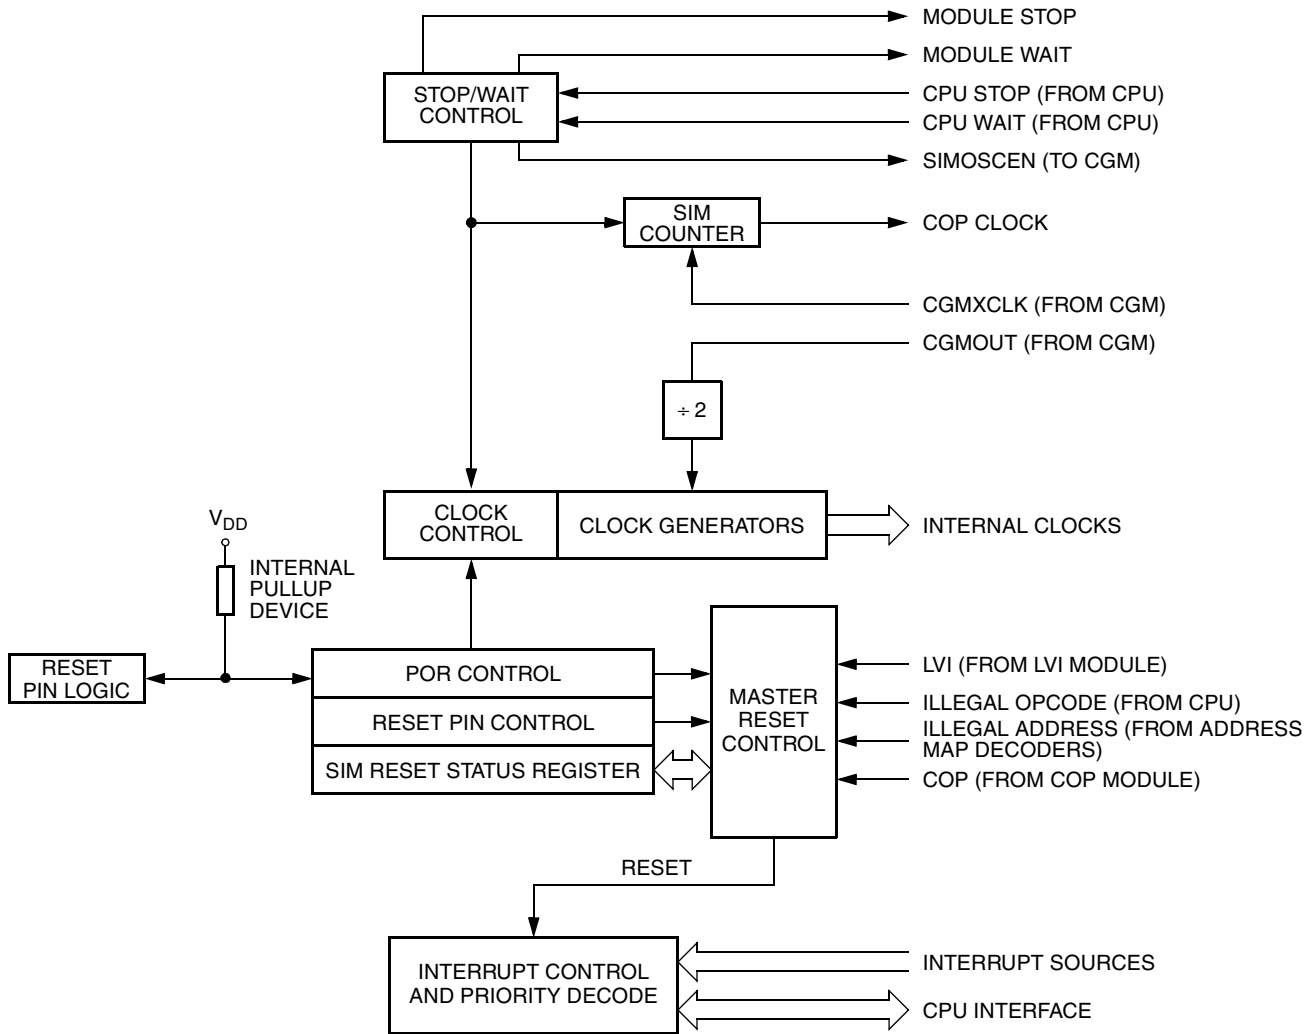 MODULE STOP
MODULE WAIT
STOP/WAIT
CONTROL
CPU STOP (FROM CPU)
CPU WAIT (FROM CPU)
SIMOSCEN (TO CGM)
SIM
COUNTER
COP CLOCK
CGMXCLK (FROM CGM)
CGMOUT (FROM CGM)
÷ 2
CLOCK
CONTROL
CLOCK GENERATORS
INTERNAL CLOCKS
VDD
INTERNAL
PULLUP
DEVICE
RESET
PIN LOGIC
POR CONTROL
RESET PIN CONTROL
SIM RESET STATUS REGISTER
MASTER
RESET
CONTROL
LVI (FROM LVI MODULE)
ILLEGAL OPCODE (FROM CPU)
ILLEGAL ADDRESS (FROM ADDRESS
MAP DECODERS)
COP (FROM COP MODULE)
RESET
INTERRUPT CONTROL
AND PRIORITY DECODE
INTERRUPT SOURCES
CPU INTERFACE